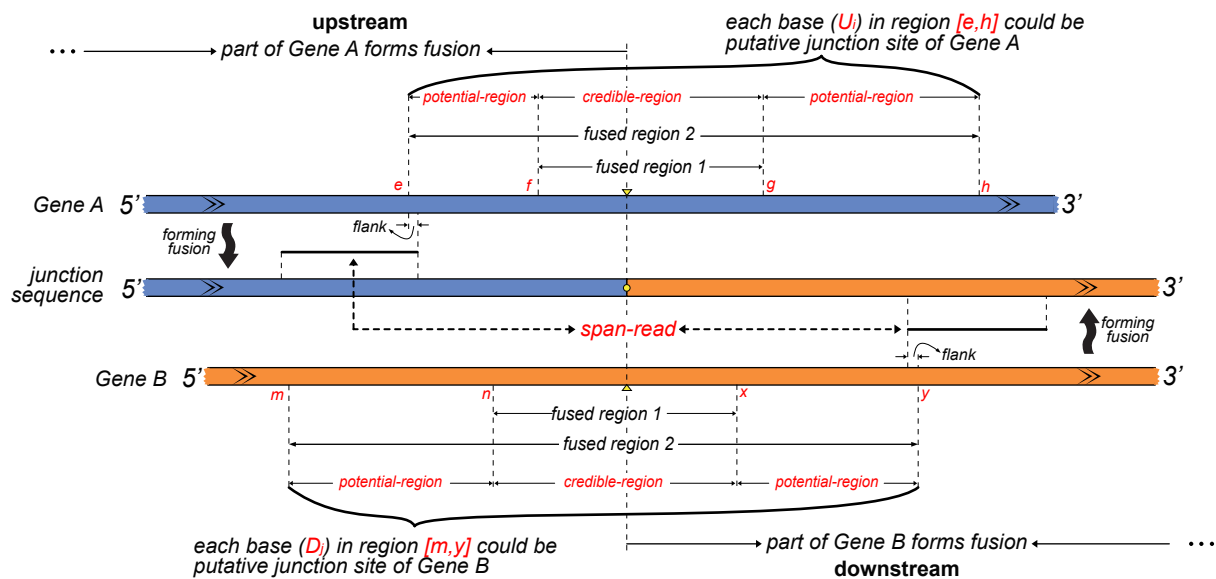 upstream
each base (Ui) in region [e,h] could be
putative junction site of Gene A
••• part of Gene A forms fusion
potential-region credible-region potential-region
fused region 2
fused region 1
e f g h
Gene A 5’ 3’
forming
fusion
flank
junction
sequence
5’ 3’
span-read
forming
fusion
flank
Gene B 5’ 3’
m n x y
fused region 1
fused region 2
potential-region credible-region potential-region
each base (Dj) in region [m,y] could be
putative junction site of Gene B
part of Gene B forms fusion •••
downstream